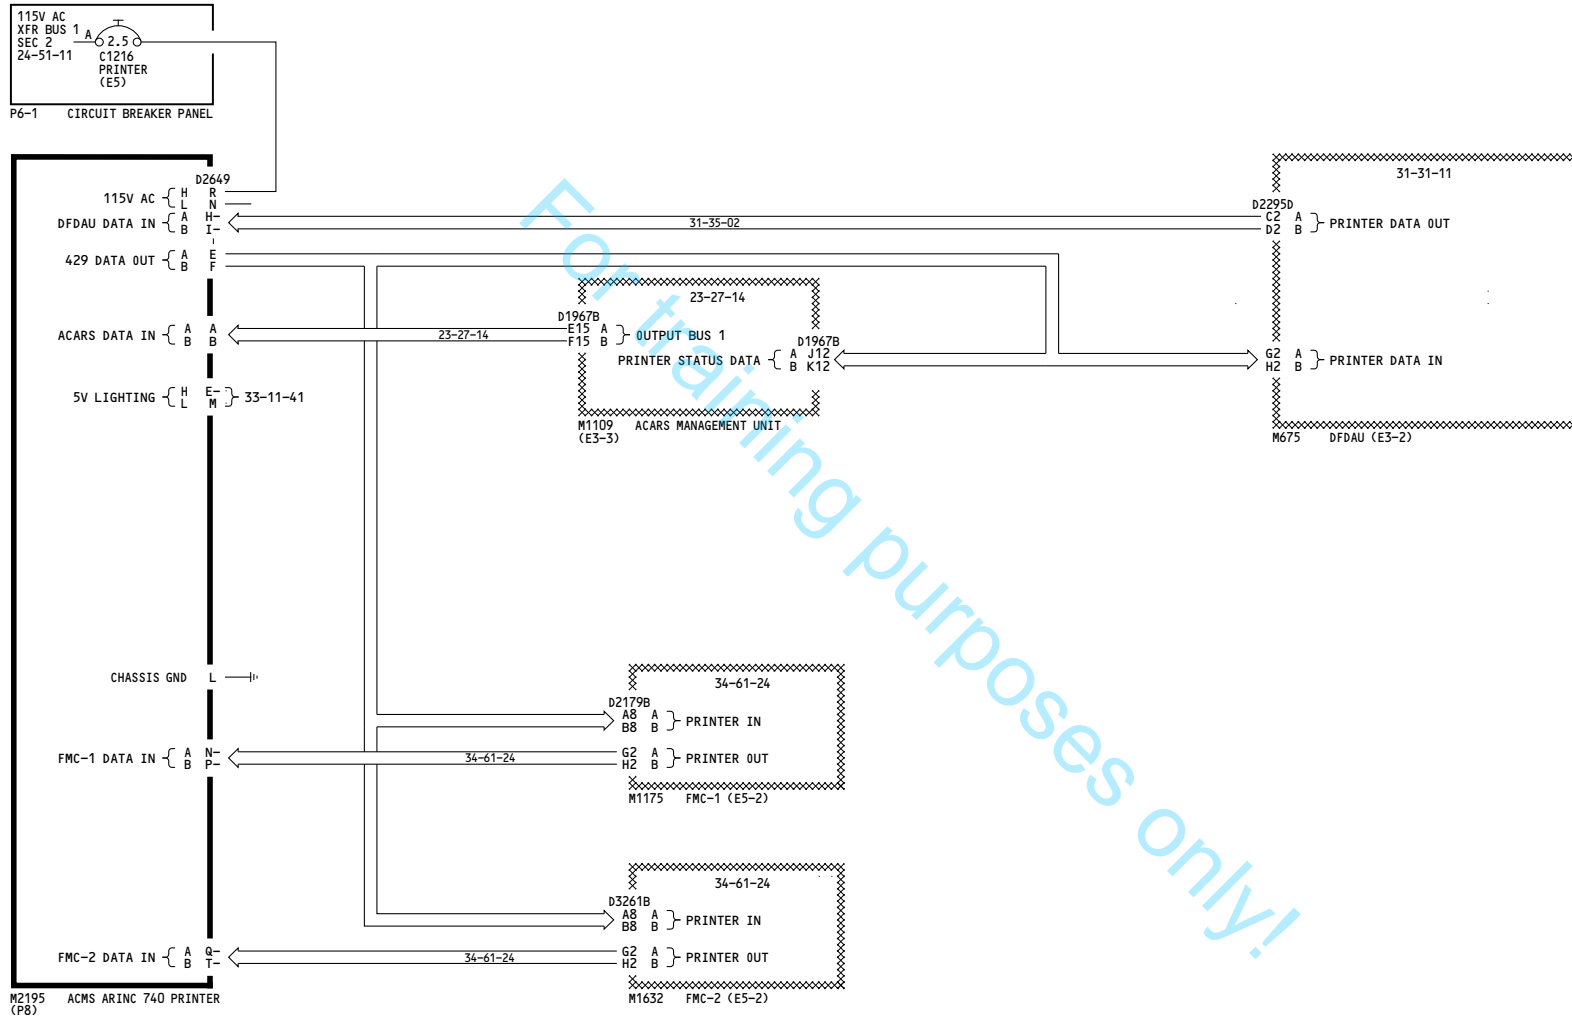 115V AC
XFR BUS 1
SEC 2
24-51-11
A
2.5
C1216
PRINTER
(E5)
P6-1 CIRCUIT BREAKER PANEL
D2649
115V AC
H R
L N
DFDAU DATA IN
A H-
B I-
31-35-02
429 DATA OUT
A E
B F
ACARS DATA IN
A A
B B
23-27-14
5V LIGHTING
H E-
L M
33-11-41
CHASSIS GND L
FMC-1 DATA IN
A N-
B P-
34-61-24
FMC-2 DATA IN
A Q-
B T-
34-61-24
M2195 ACMS ARINC 740 PRINTER
(P8)
23-27-14
D1967B
E15 A
F15 B
OUTPUT BUS 1
D1967B
PRINTER STATUS DATA
A J12
B K12
M1109 ACARS MANAGEMENT UNIT
(E3-3)
31-31-11
D2295D
C2 A
D2 B
PRINTER DATA OUT
G2 A
H2 B
PRINTER DATA IN
M675 DFDAU (E3-2)
34-61-24
D2179B
A8 A
B8 B
PRINTER IN
G2 A
H2 B
PRINTER OUT
M1175 FMC-1 (E5-2)
34-61-24
D3261B
A8 A
B8 B
PRINTER IN
G2 A
H2 B
PRINTER OUT
M1632 FMC-2 (E5-2)
For training purposes only!